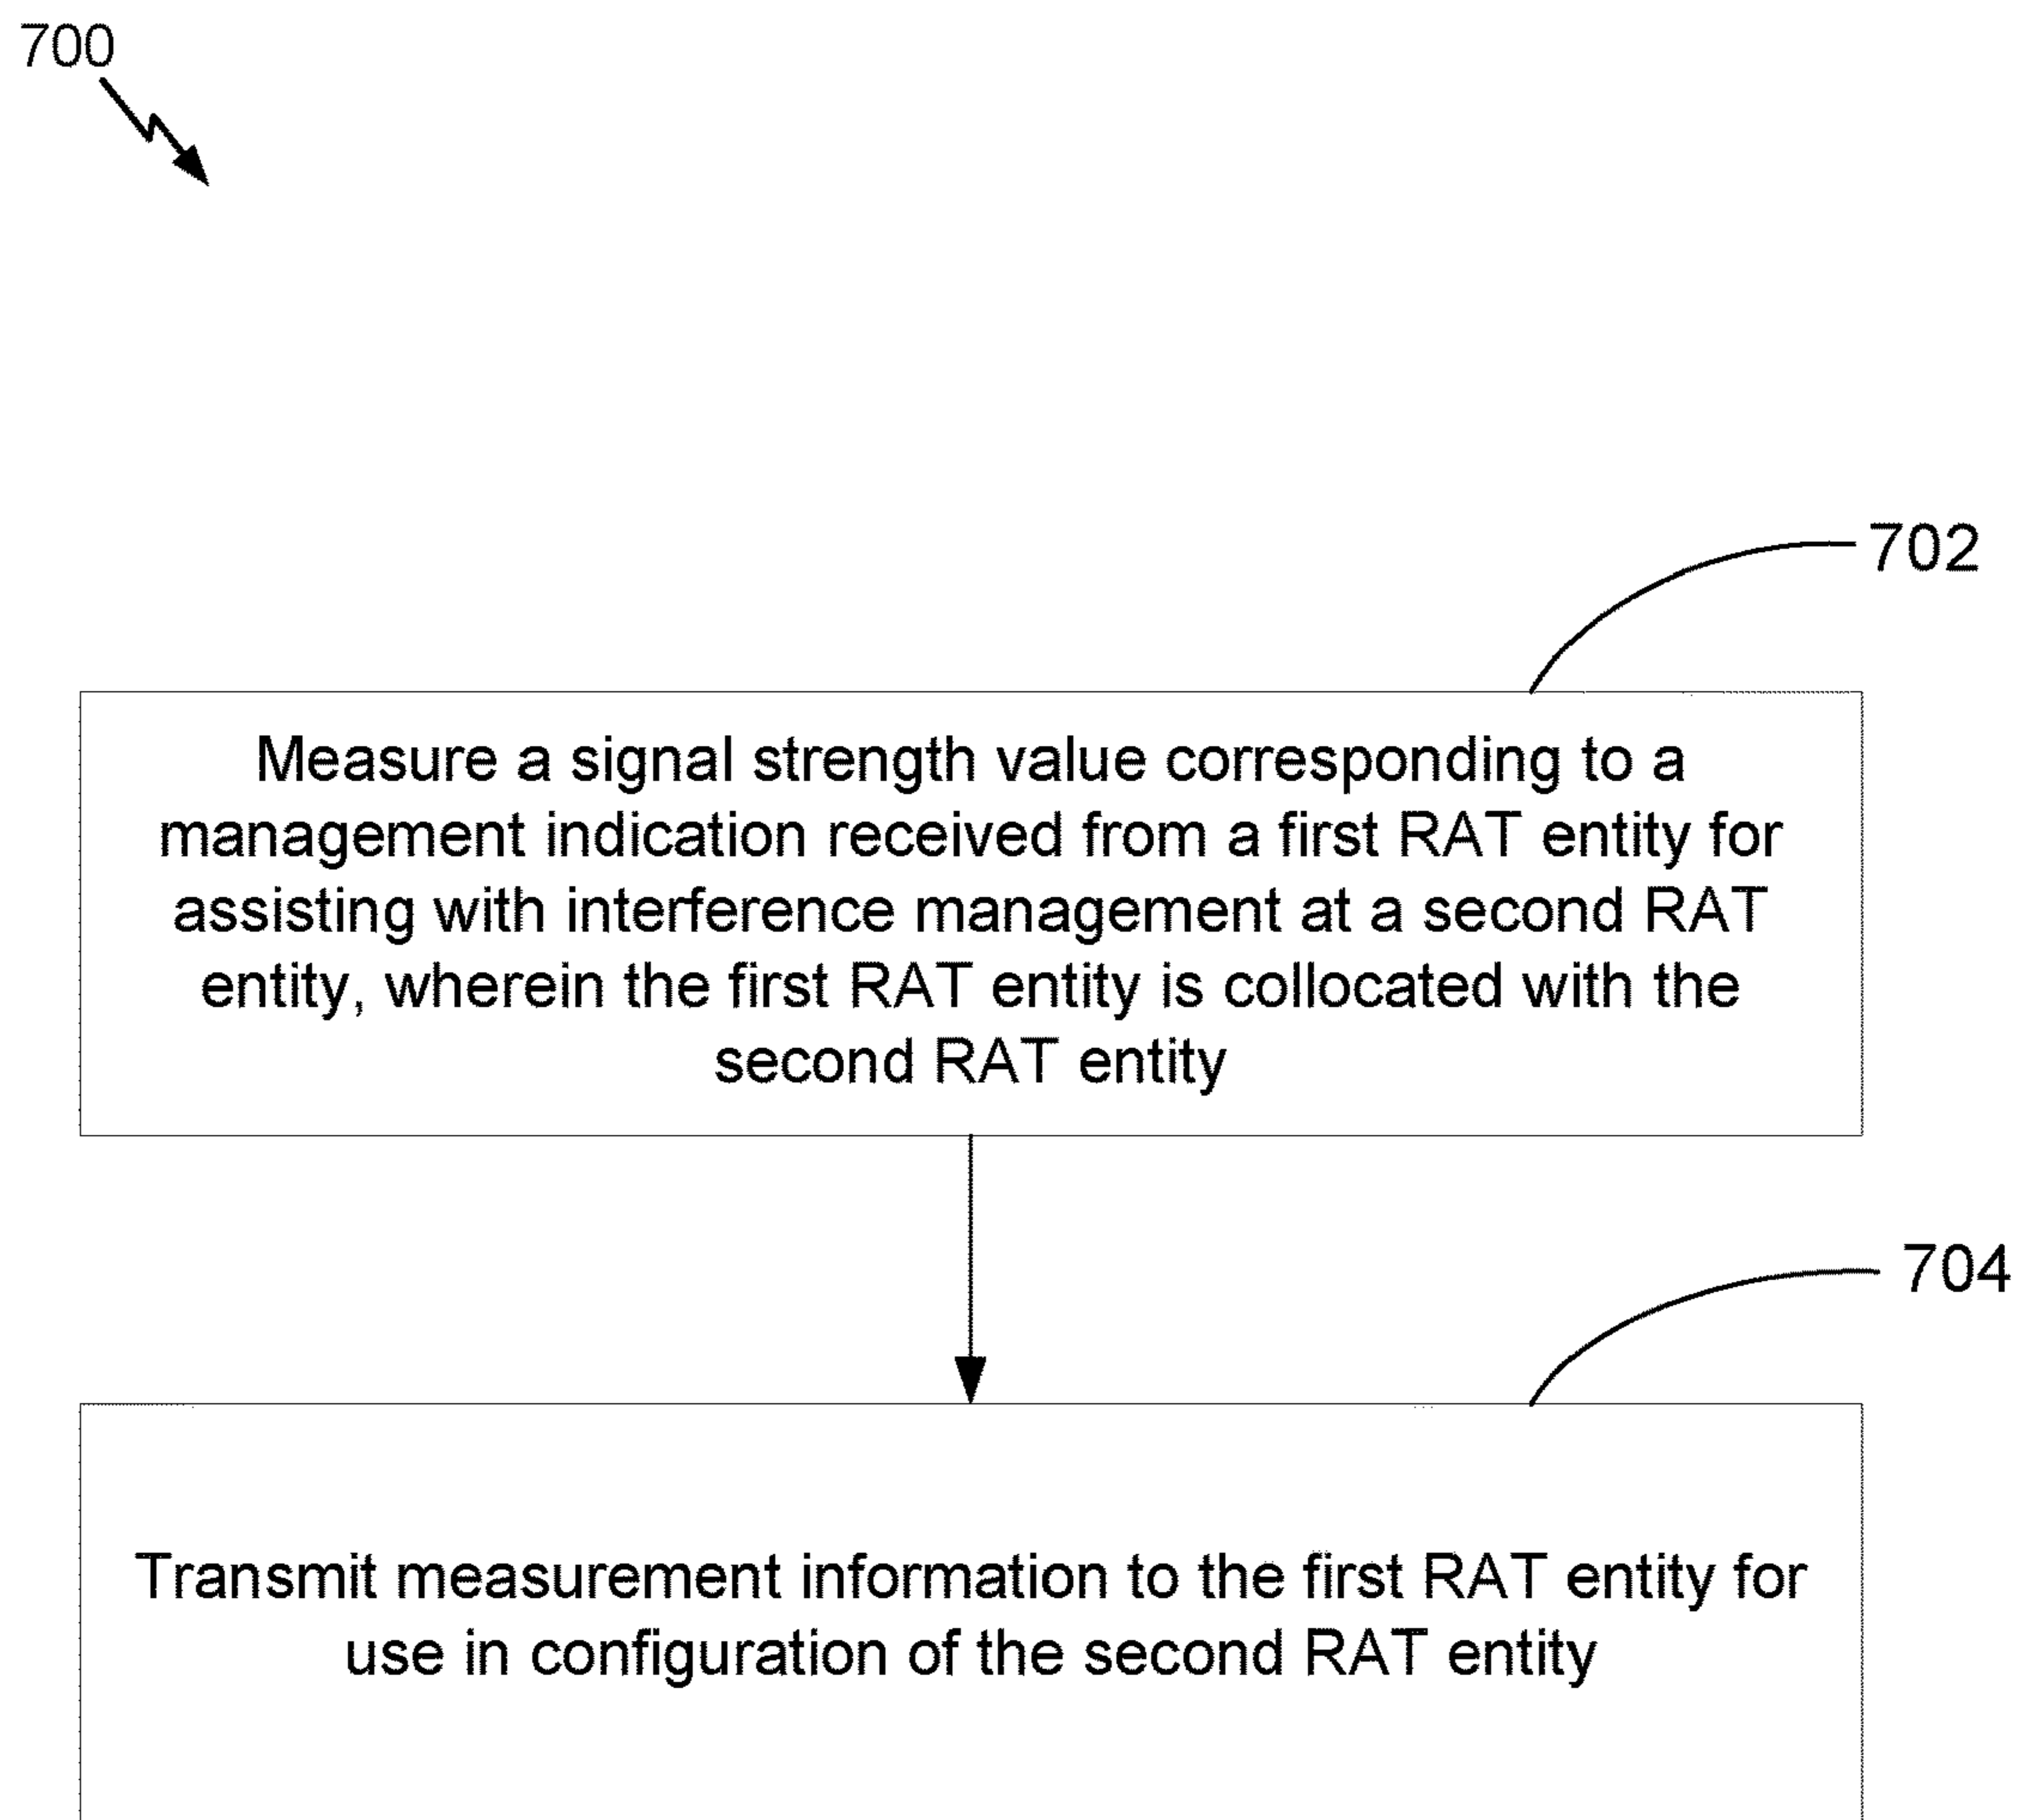 700
702
Measure a signal strength value corresponding to a
management indication received from a first RAT entity for
assisting with interference management at a second RAT
entity, wherein the first RAT entity is collocated with the
second RAT entity
704
Transmit measurement information to the first RAT entity for
use in configuration of the second RAT entity